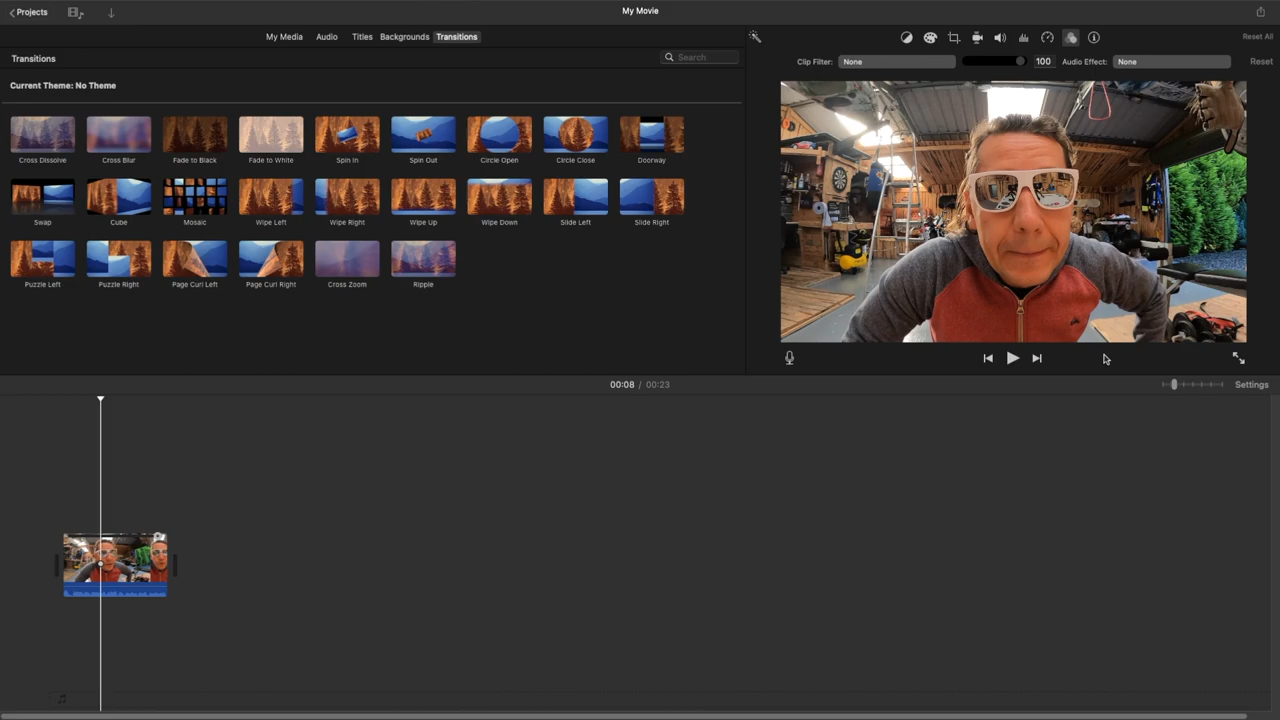 Projects
My Movie
My Media Audio Titles Backgrounds Transitions
Reset All
Transitions
Search
Clip Filter: None 100 Audio Effect: None Reset
Current Theme: No Theme
Cross Dissolve Cross Blur Fade to Black Fade to White Spin In Spin Out Circle Open Circle Close Doorway
Swap Cube Mosaic Wipe Left Wipe Right Wipe Up Wipe Down Slide Left Slide Right
Puzzle Left Puzzle Right Page Curl Left Page Curl Right Cross Zoom Ripple
00:08 / 00:23
Settings